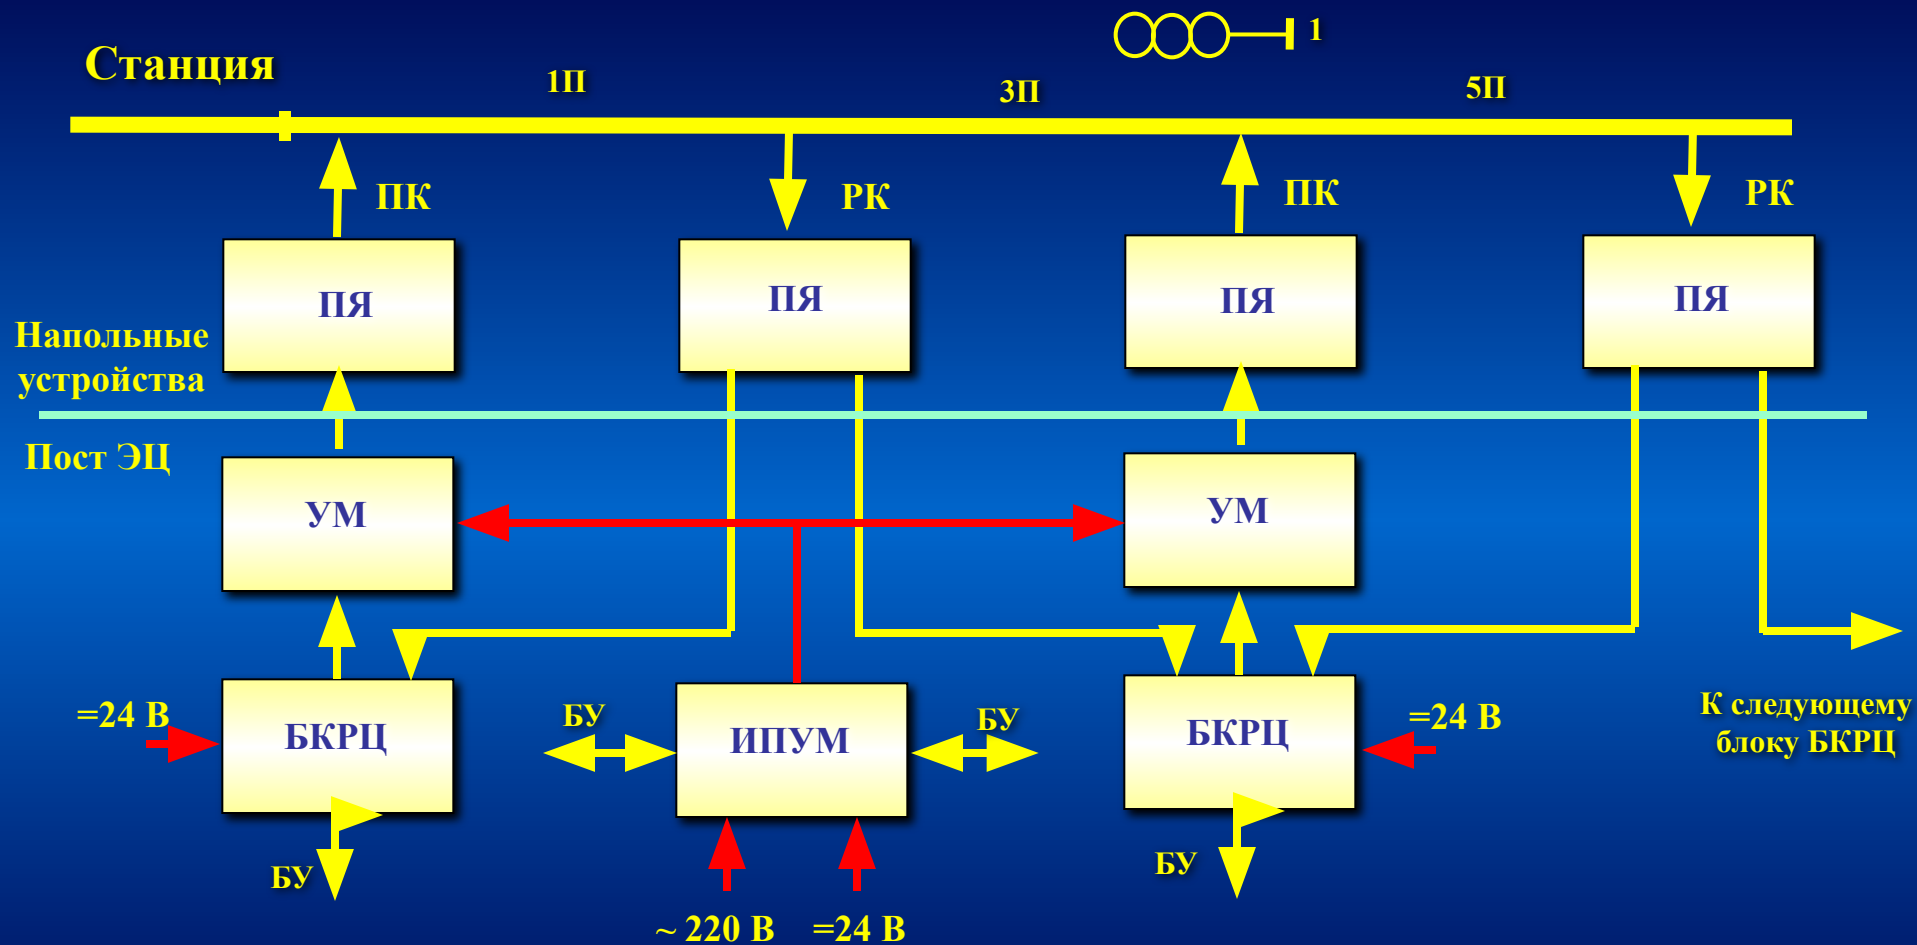 1
Станция
1П
3П
5П
ПК
РК
ПК
РК
ПЯ
ПЯ
ПЯ
ПЯ
Напольные
устройства
Пост ЭЦ
УМ
УМ
=24 В
БКРЦ
БУ
ИПУМ
БУ
БКРЦ
=24 В
К следующему
блоку БКРЦ
БУ
БУ
~ 220 В
=24 В